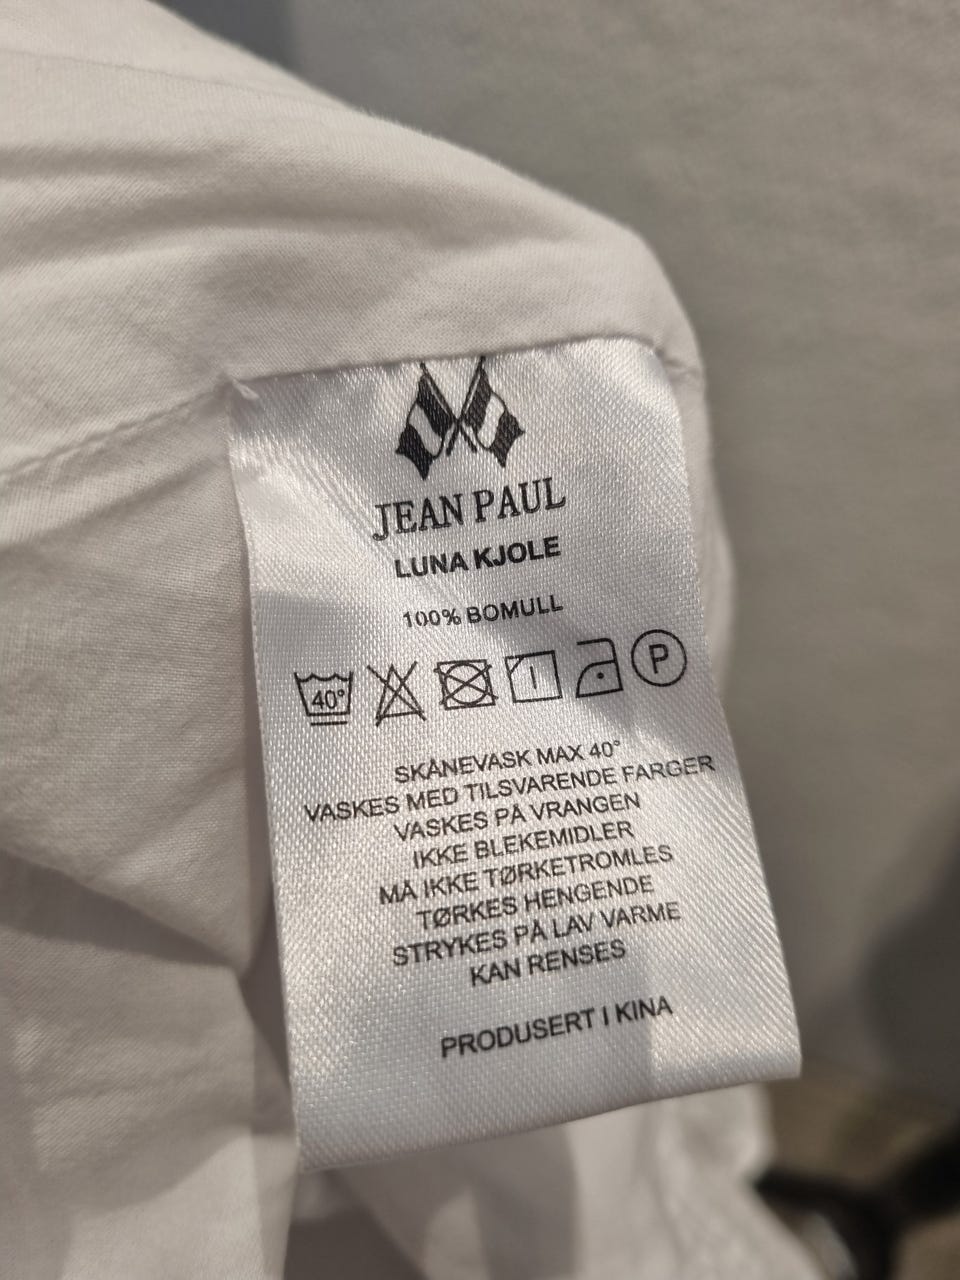 JEAN PAUL
LUNA KJOLE
100% BOMULL
40° P
SKÅNEVASK MAX 40°
VASKES MED TILSVARENDE FARGER
VASKES PÅ VRANGEN
IKKE BLEKEMIDLER
MÅ IKKE TØRKETROMLES
TØRKES HENGENDE
STRYKES PÅ LAV VARME
KAN RENSES
PRODUSERT I KINA